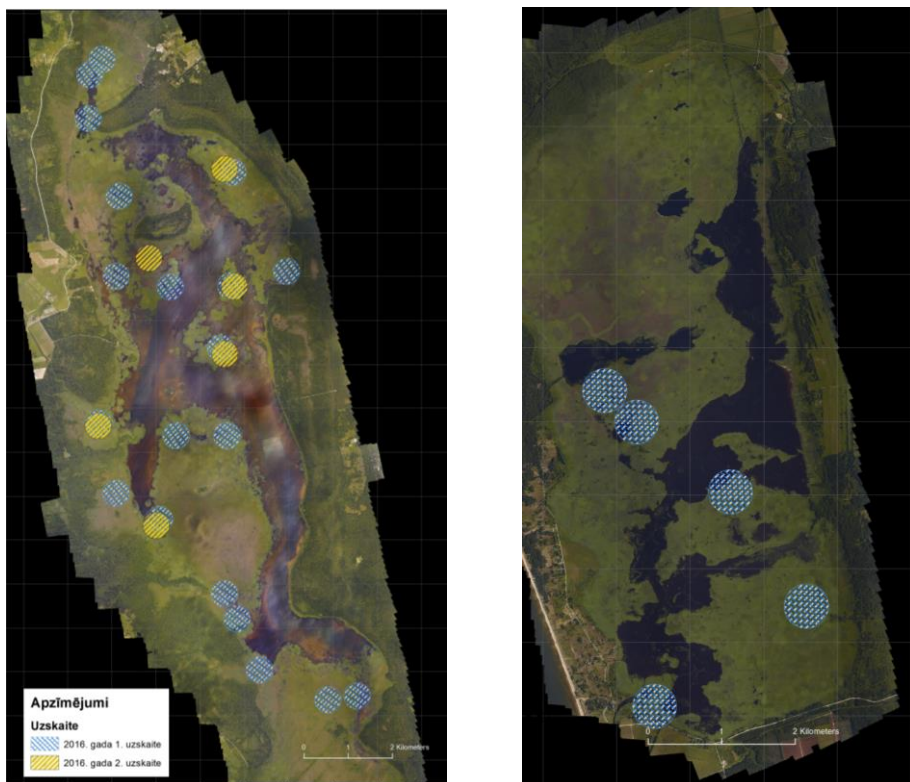 Apzīmējumi
Uzskaite
2016. gada 1. uzskaite
2016. gada 2. uzskaite
0 1 2 Kilometers
0 1 2 Kilometers